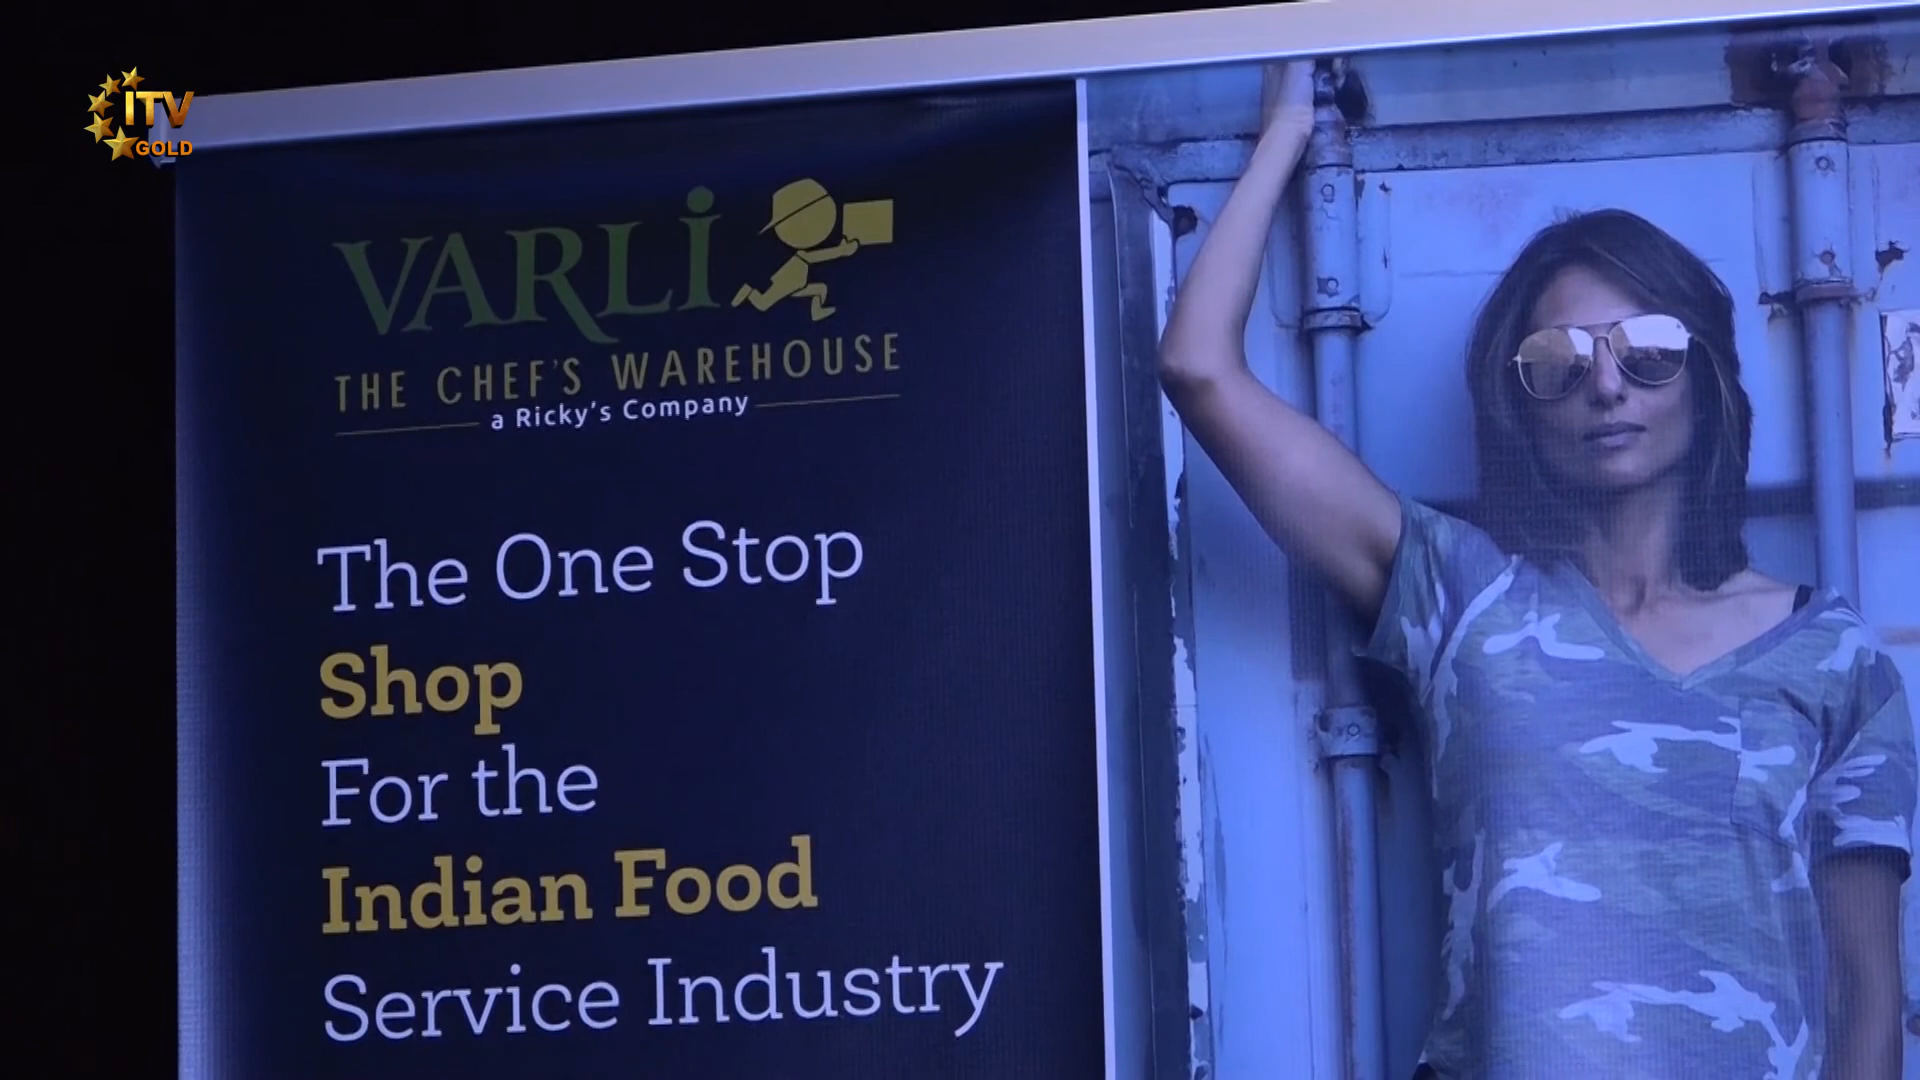 ITV
GOLD
VARLi
THE CHEF'S WAREHOUSE
a Ricky's Company
The One Stop
Shop
For the
Indian Food
Service Industry